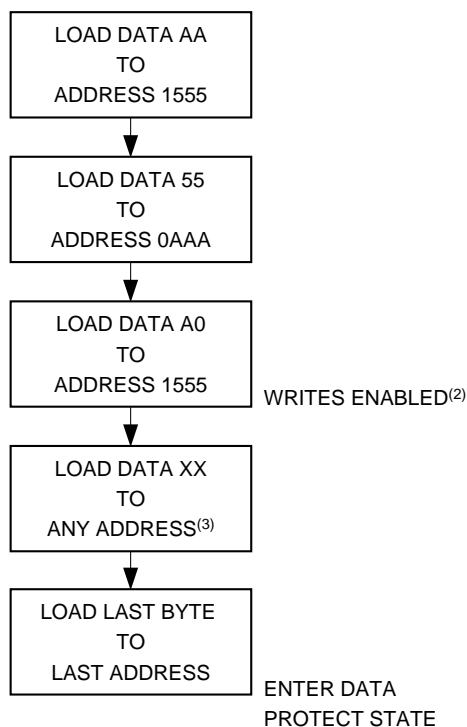 LOAD DATA AA
TO
ADDRESS 1555
LOAD DATA 55
TO
ADDRESS 0AAA
LOAD DATA A0
TO
ADDRESS 1555
WRITES ENABLED(2)
LOAD DATA XX
TO
ANY ADDRESS(3)
LOAD LAST BYTE
TO
LAST ADDRESS
ENTER DATA
PROTECT STATE